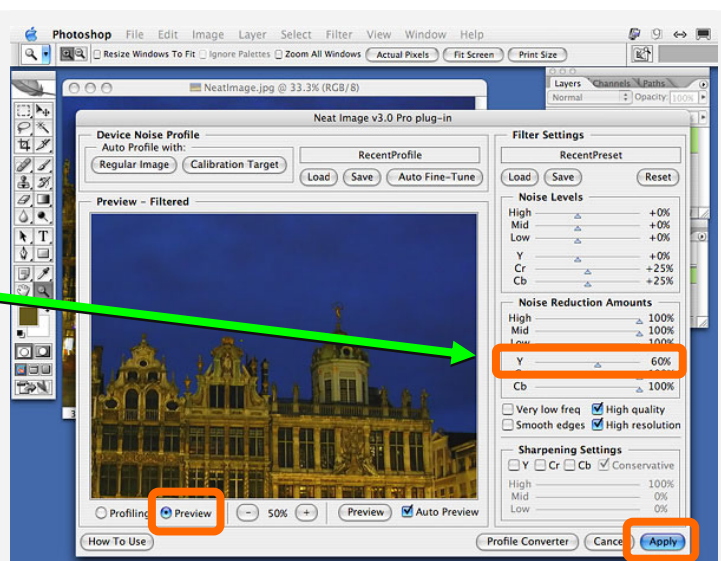 Photoshop File Edit Image Layer Select Filter View Window Help
Resize Windows To Fit Ignore Palettes Zoom All Windows Actual Pixels Fit Screen Print Size
NeatImage.jpg @ 33.3% (RGB/8)
Layers Channels Paths
Normal Opacity: 100%
Neat Image v3.0 Pro plug-in
Device Noise Profile
Auto Profile with:
Regular Image Calibration Target
RecentProfile
Load Save Auto Fine-Tune
Filter Settings
RecentPreset
Load Save Reset
Preview - Filtered
Noise Levels
High +0%
Mid +0%
Low +0%
Y +0%
Cr +25%
Cb +25%
Noise Reduction Amounts
High 100%
Mid 100%
Low 100%
Y 60%
Cb 100%
Very low freq High quality
Smooth edges High resolution
Sharpening Settings
Y Cr Cb Conservative
High 100%
Mid 0%
Low 0%
Profiling Preview - 50% + Preview Auto Preview
How To Use Profile Converter Cance Apply